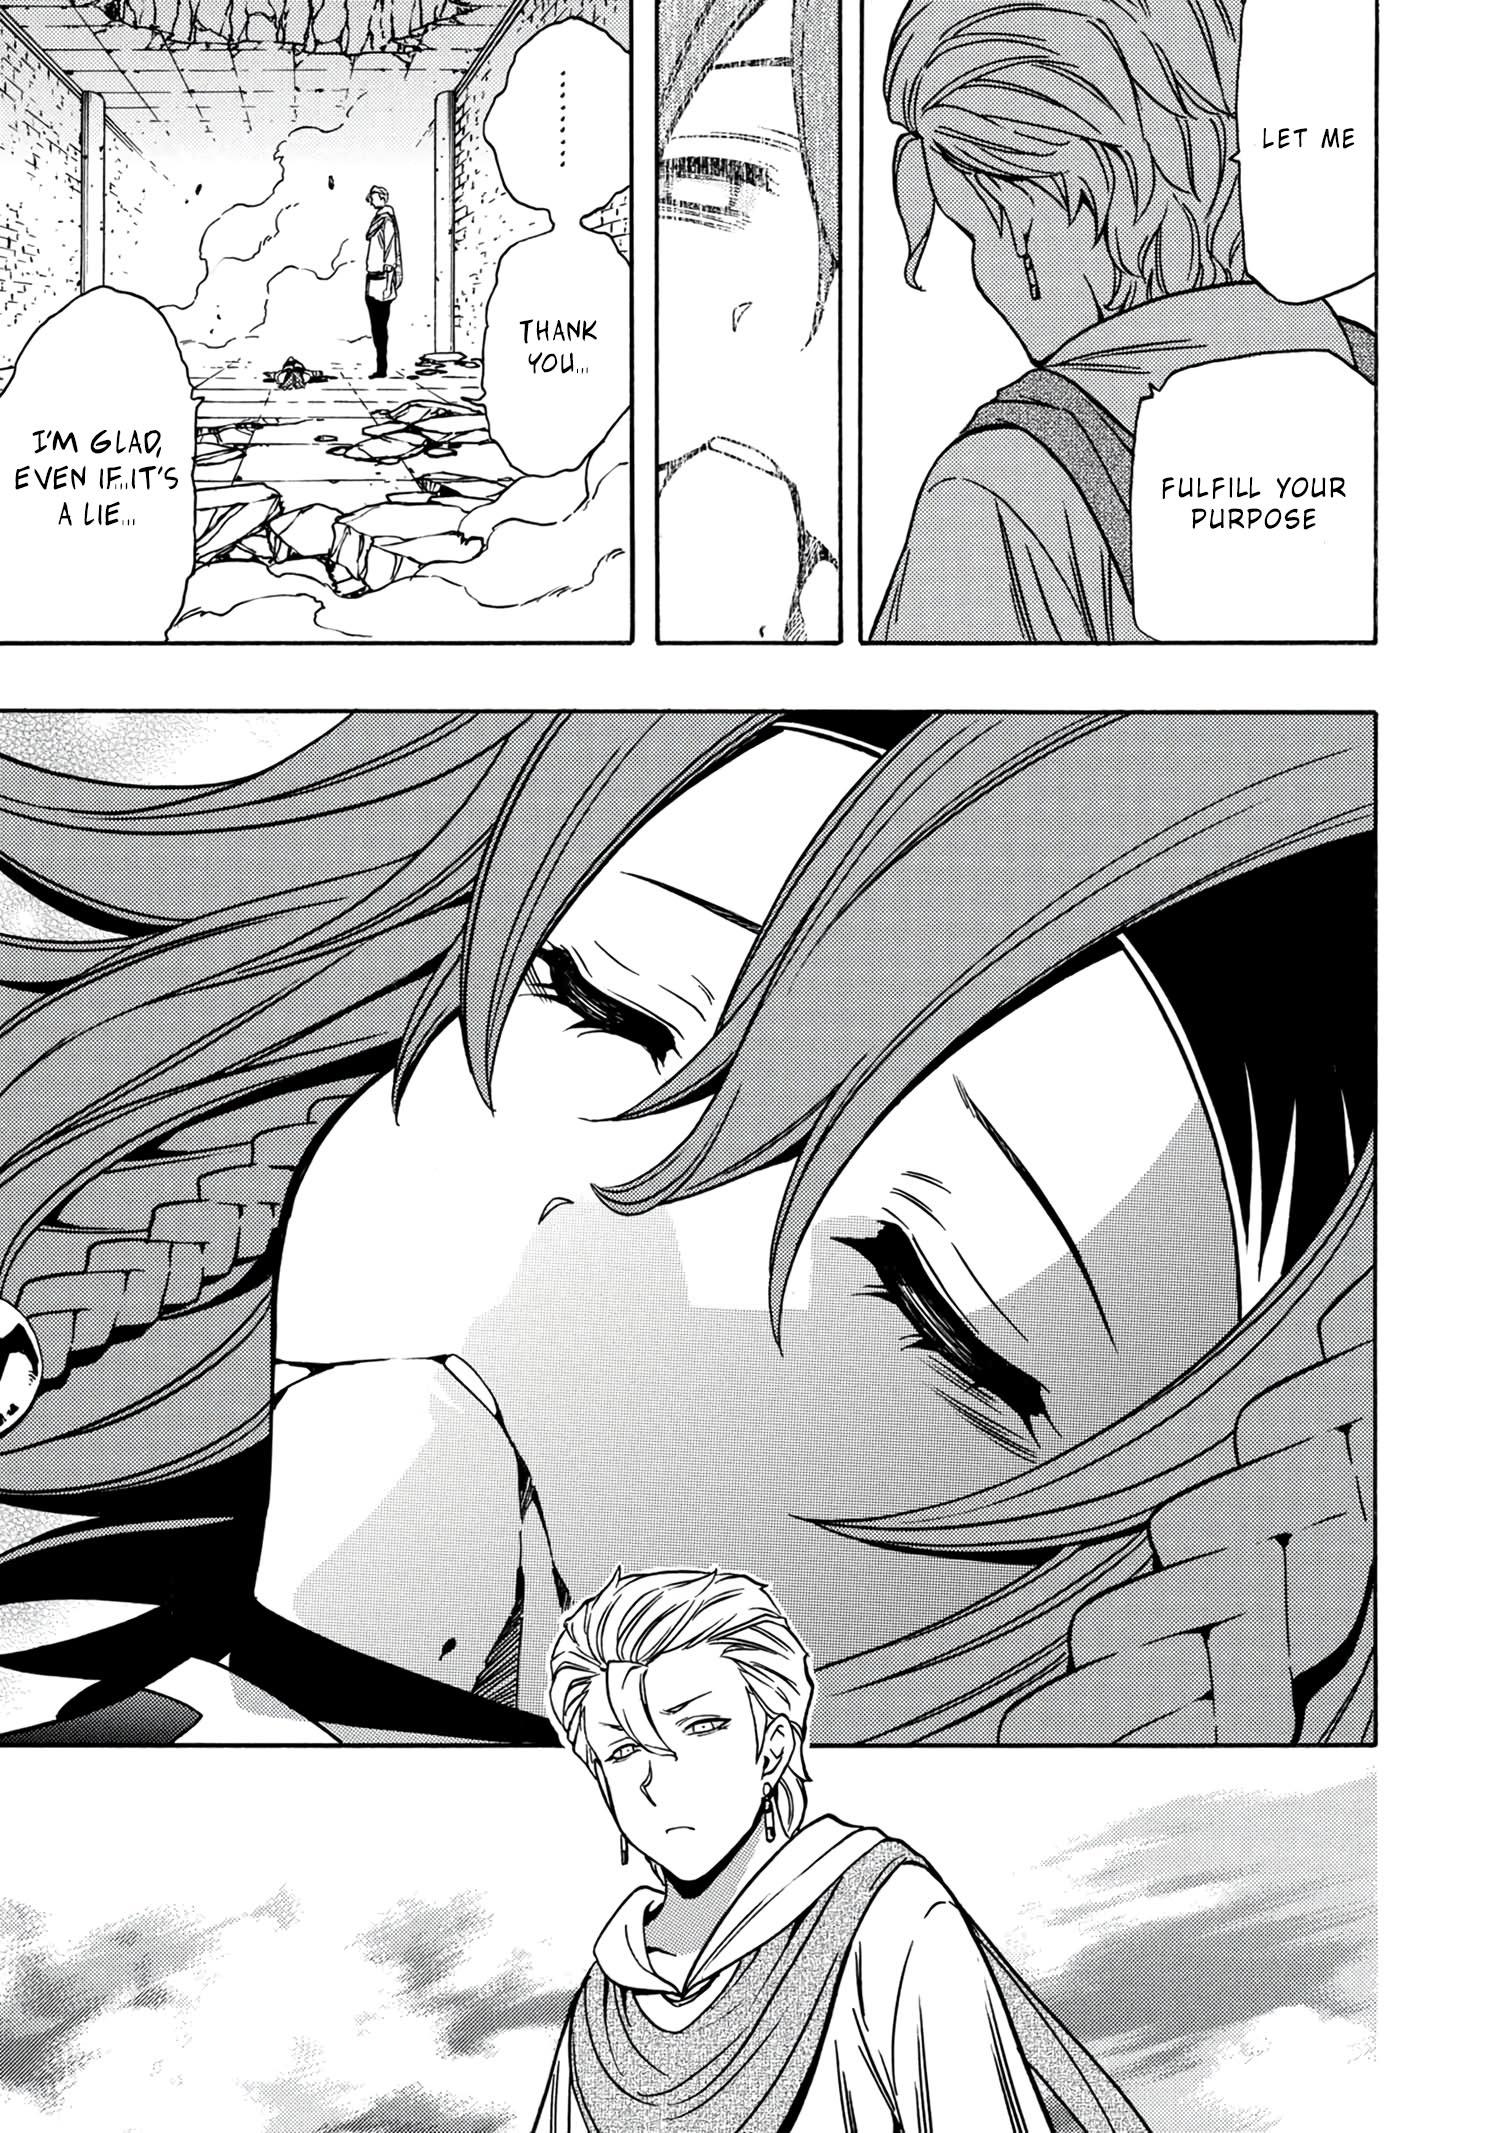 LET ME
FULFILL YOUR
PURPOSE
.........
THANK
YOU...
I'M GLAD,
EVEN IF...IT'S
A LIE...